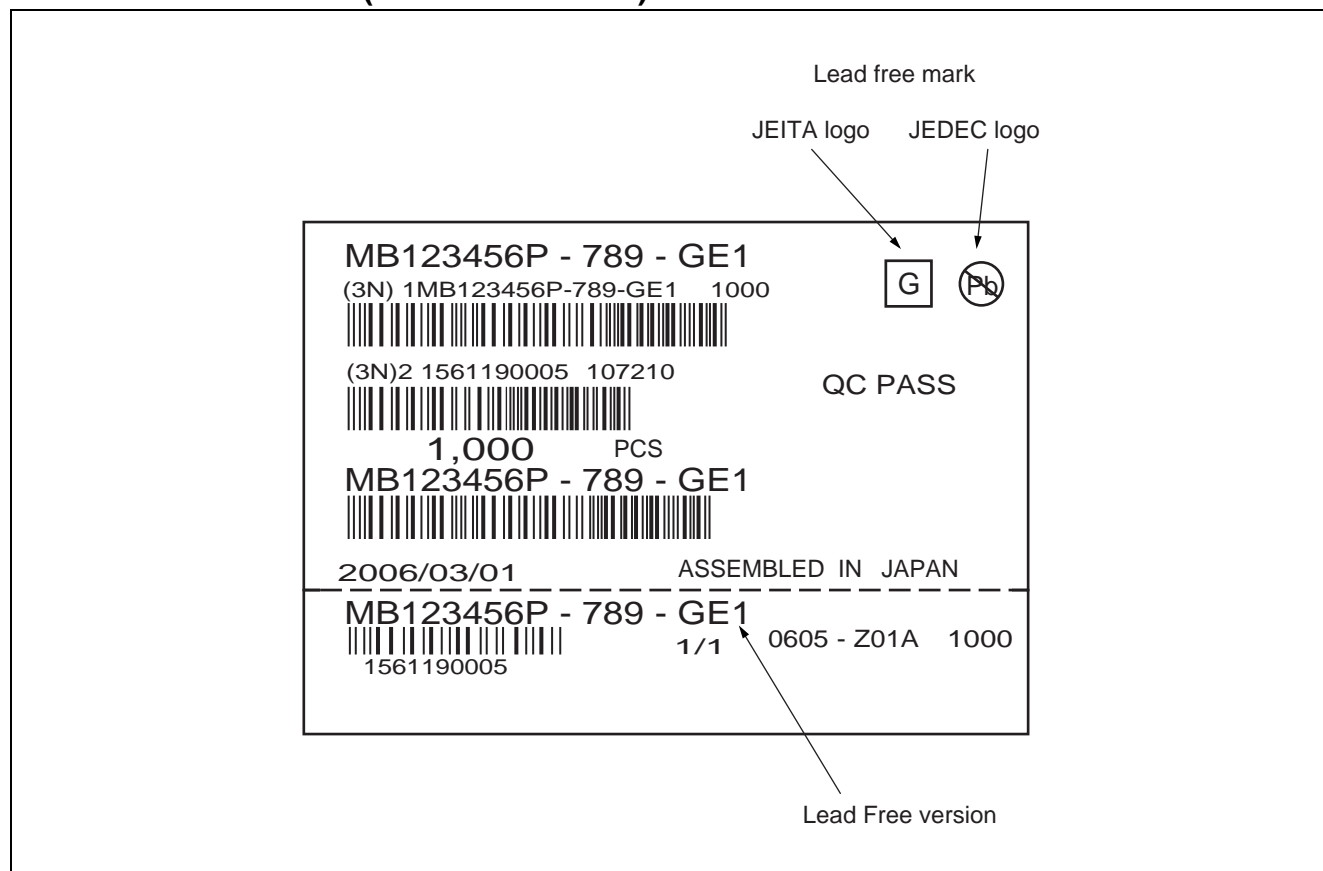 Lead free mark
JEITA logo JEDEC logo
MB123456P - 789 - GE1
(3N) 1MB123456P-789-GE1 1000
G Pb
(3N)2 1561190005 107210
QC PASS
1,000 PCS
MB123456P - 789 - GE1
2006/03/01 ASSEMBLED IN JAPAN
MB123456P - 789 - GE1
1/1 0605 - Z01A 1000
1561190005
Lead Free version